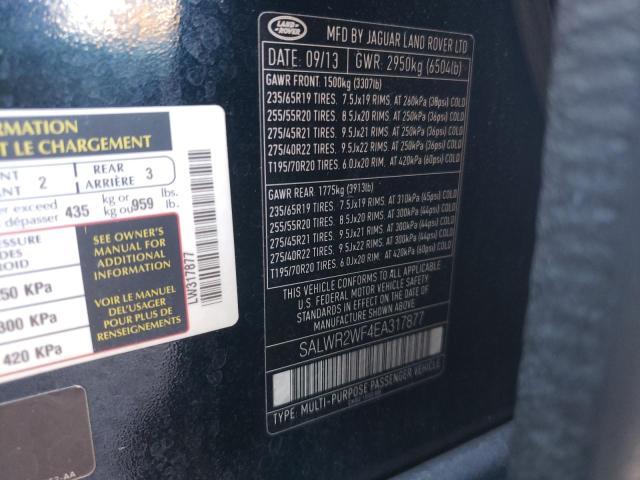 ORMATION
T LE CHARGEMENT
NT
ANT 2
REAR
ARRIÈRE 3
er exceed
dépasser 435 kg or
kg ou 959 lbs.
lb.
ESSURE
DES
ROID
50 KPa
300 KPa
420 KPa
SEE OWNER'S
MANUAL FOR
ADDITIONAL
INFORMATION
VOIR LE MANUEL
DEL'USAGER
POUR PLUS DE
RENSEIGNEMENTS
LW317877
LAND
ROVER
MFD BY JAGUAR LAND ROVER LTD
DATE: 09/13 GWR: 2950kg (6504lb)
GAWR FRONT: 1500kg (3307lb)
235/65R19 TIRES. 7.5Jx19 RIMS. AT 260kPa (38psi) COLD
255/55R20 TIRES. 8.5Jx20 RIMS. AT 250kPa (36psi) COLD
275/45R21 TIRES. 9.5Jx21 RIMS. AT 250kPa (36psi) COLD
275/40R22 TIRES. 9.5Jx22 RIMS. AT 250kPa (36psi) COLD
T195/70R20 TIRES. 6.0Jx20 RIM. AT 420kPa (60psi) COLD
GAWR REAR: 1775kg (3913lb)
235/65R19 TIRES. 7.5Jx19 RIMS. AT 310kPa (45psi) COLD
255/55R20 TIRES. 8.5Jx20 RIMS. AT 300kPa (44psi) COLD
275/45R21 TIRES. 9.5Jx21 RIMS. AT 300kPa (44psi) COLD
275/40R22 TIRES. 9.5Jx22 RIMS. AT 300kPa (44psi) COLD
T195/70R20 TIRES. 6.0Jx20 RIM. AT 420kPa (60psi) COLD
THIS VEHICLE CONFORMS TO ALL APPLICABLE
U.S. FEDERAL MOTOR VEHICLE SAFETY
STANDARDS IN EFFECT ON THE DATE OF
MANUFACTURE SHOWN ABOVE
SALWR2WF4EA317877
TYPE: MULTI-PURPOSE PASSENGER VEHICLE